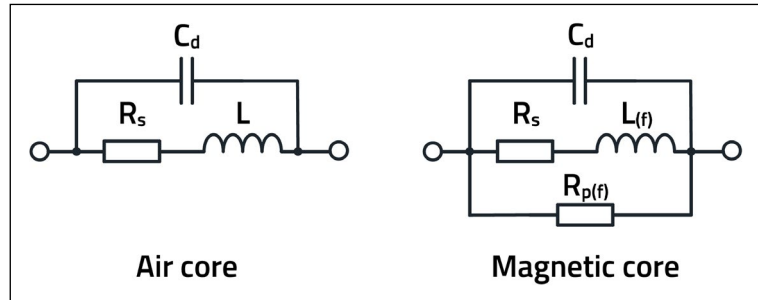 Cd
Rs L
Air core
Cd
Rs L(f)
Rp(f)
Magnetic core